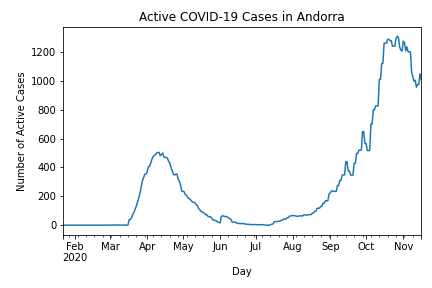 Active COVID-19 Cases in Andorra
Number of Active Cases
1200
1000
800
600
400
200
0
Feb Mar Apr May Jun Jul Aug Sep Oct Nov
2020
Day